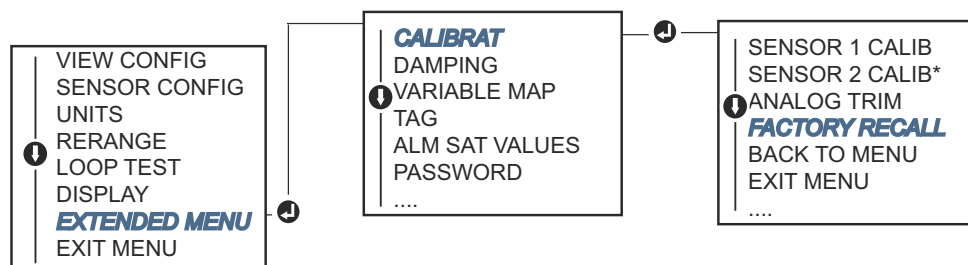 VIEW CONFIG
SENSOR CONFIG
UNITS
RERANGE
LOOP TEST
DISPLAY
EXTENDED MENU
EXIT MENU
CALIBRAT
DAMPING
VARIABLE MAP
TAG
ALM SAT VALUES
PASSWORD
....
SENSOR 1 CALIB
SENSOR 2 CALIB*
ANALOG TRIM
FACTORY RECALL
BACK TO MENU
EXIT MENU
....